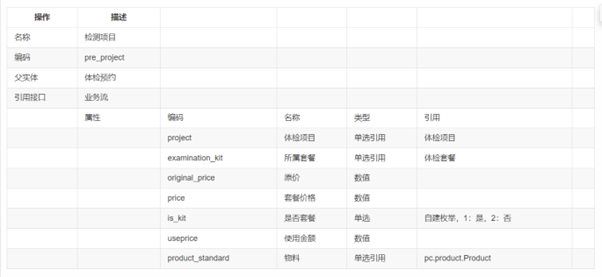 操作 描述
名称 检测项目
编码 pre_project
父实体 体检预约
引用接口 业务流
属性 编码 名称 类型 引用
project 体检项目 单选引用 体检项目
examination_kit 所属套餐 单选引用 体检套餐
original_price 原价 数值
price 套餐价格 数值
is_kit 是否套餐 单选 自建枚举，1：是，2：否
useprice 使用金额 数值
product_standard 物料 单选引用 pc.product.Product